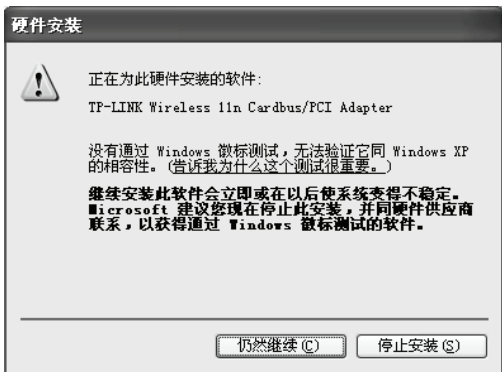 硬件安装
正在为此硬件安装的软件:
TP-LINK Wireless 11n Cardbus/PCI Adapter
没有通过 Windows 徽标测试，无法验证它同 Windows XP
的相容性。(告诉我为什么这个测试很重要。)
继续安装此软件会立即或在以后使系统变得不稳定。
Microsoft 建议您现在停止此安装，并同硬件供应商
联系，以获得通过 Windows 徽标测试的软件。
仍然继续(C)
停止安装(S)